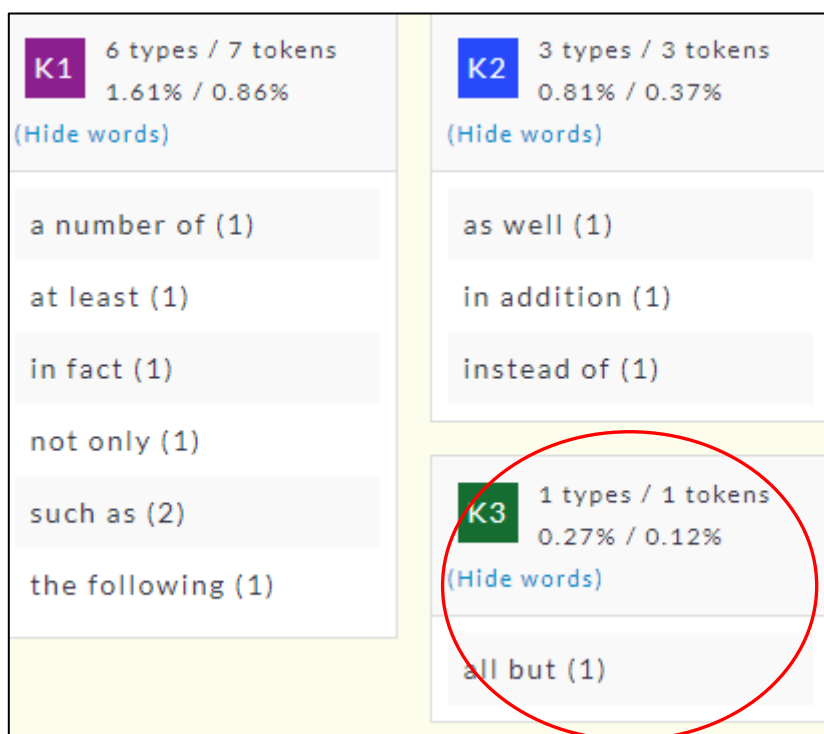 K1
6 types / 7 tokens
1.61% / 0.86%
(Hide words)
a number of (1)
at least (1)
in fact (1)
not only (1)
such as (2)
the following (1)
K2
3 types / 3 tokens
0.81% / 0.37%
(Hide words)
as well (1)
in addition (1)
instead of (1)
K3
1 types / 1 tokens
0.27% / 0.12%
(Hide words)
all but (1)